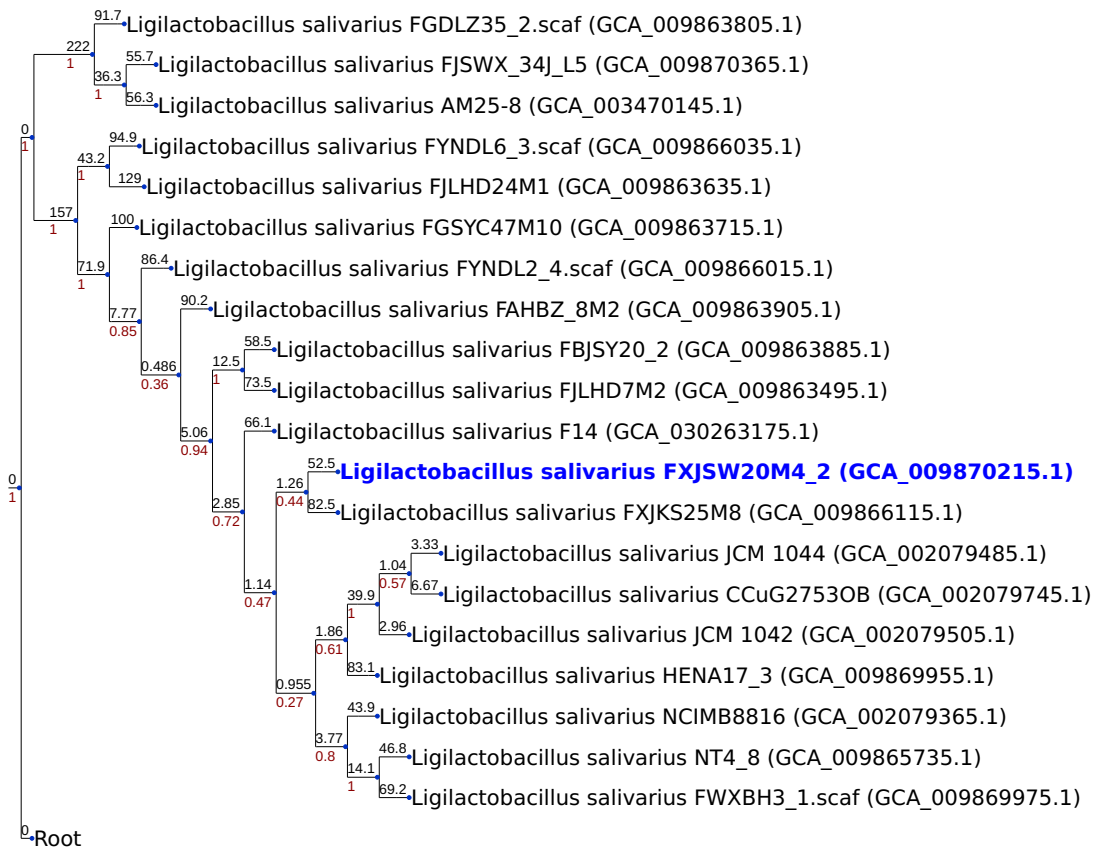 91.7 Ligilactobacillus salivarius FGDLZ35_2.scaf (GCA_009863805.1)
222
1
55.7 Ligilactobacillus salivarius FJSWX_34J_L5 (GCA_009870365.1)
36.3
1
56.3 Ligilactobacillus salivarius AM25-8 (GCA_003470145.1)
0
1
94.9 Ligilactobacillus salivarius FYNDL6_3.scaf (GCA_009866035.1)
43.2
1
129 Ligilactobacillus salivarius FJLHD24M1 (GCA_009863635.1)
157
1
100 Ligilactobacillus salivarius FGSYC47M10 (GCA_009863715.1)
71.9
1
86.4 Ligilactobacillus salivarius FYNDL2_4.scaf (GCA_009866015.1)
7.77
0.85
90.2 Ligilactobacillus salivarius FAHBZ_8M2 (GCA_009863905.1)
0.486
0.36
58.5 Ligilactobacillus salivarius FBJSY20_2 (GCA_009863885.1)
12.5
1
73.5 Ligilactobacillus salivarius FJLHD7M2 (GCA_009863495.1)
5.06
0.94
66.1 Ligilactobacillus salivarius F14 (GCA_030263175.1)
2.85
0.72
52.5 Ligilactobacillus salivarius FXJSW20M4_2 (GCA_009870215.1)
1.26
0.44
82.5 Ligilactobacillus salivarius FXJKS25M8 (GCA_009866115.1)
0
1
1.14
0.47
3.33 Ligilactobacillus salivarius JCM 1044 (GCA_002079485.1)
1.04
0.57
6.67 Ligilactobacillus salivarius CCuG2753OB (GCA_002079745.1)
39.9
1
2.96 Ligilactobacillus salivarius JCM 1042 (GCA_002079505.1)
1.86
0.61
83.1 Ligilactobacillus salivarius HENA17_3 (GCA_009869955.1)
0.955
0.27
43.9 Ligilactobacillus salivarius NCIMB8816 (GCA_002079365.1)
3.77
0.8
46.8 Ligilactobacillus salivarius NT4_8 (GCA_009865735.1)
14.1
1
69.2 Ligilactobacillus salivarius FWXBH3_1.scaf (GCA_009869975.1)
0 Root